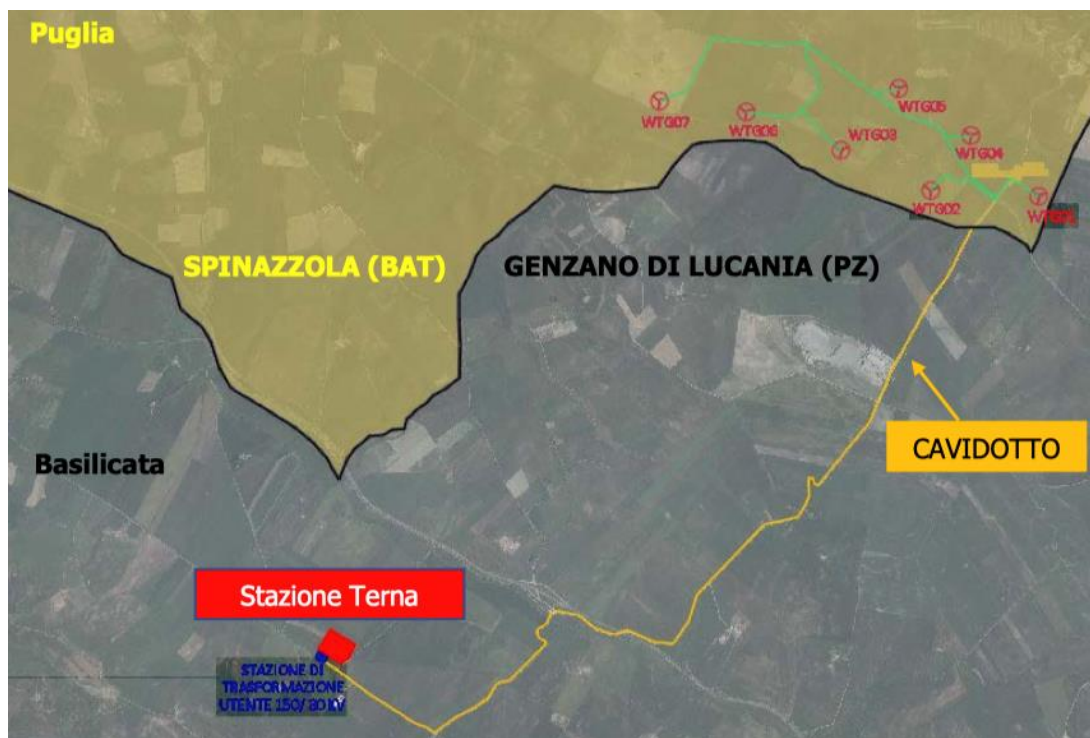 Puglia
WTG05
WTG07
WTG06
WTG03
WTG04
WTG02
SPINAZZOLA (BAT)
GENZANO DI LUCANIA (PZ)
CAVIDOTTO
Basilicata
Stazione Terna
STAZIONE DI
TRASFORMAZIONE
UTENTE 150/30 KV